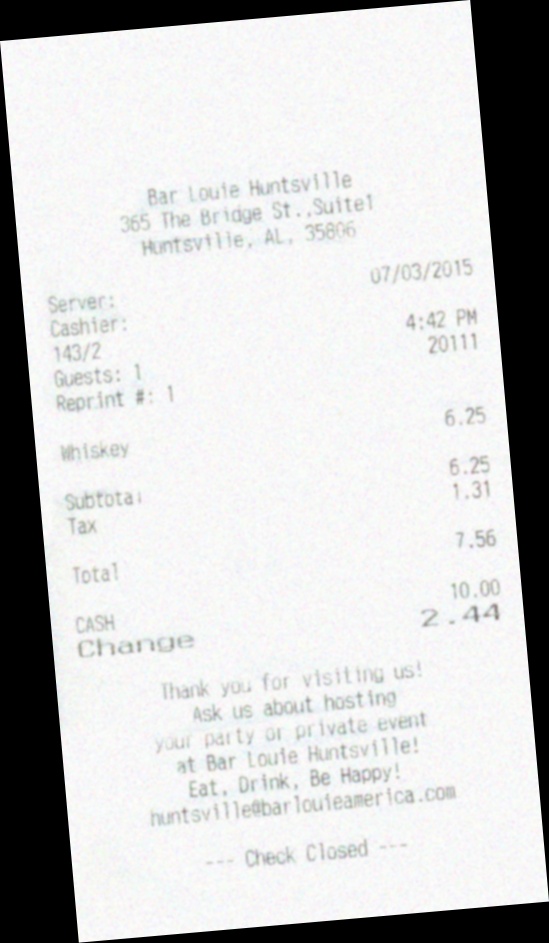 Bar Louie Huntsville
365 The Bridge St.,Suite1
Huntsville, AL, 35806
Server: 07/03/2015
Cashier:
143/2 4:42 PM
Guests: 1 20111
Reprint #: 1
Whiskey 6.25
Subtotal 6.25
Tax 1.31
Total 7.56
CASH 10.00
Change 2.44
Thank you for visiting us!
Ask us about hosting
your party or private event
at Bar Louie Huntsville!
Eat, Drink, Be Happy!
huntsville@barlouieamerica.com
--- Check Closed ---